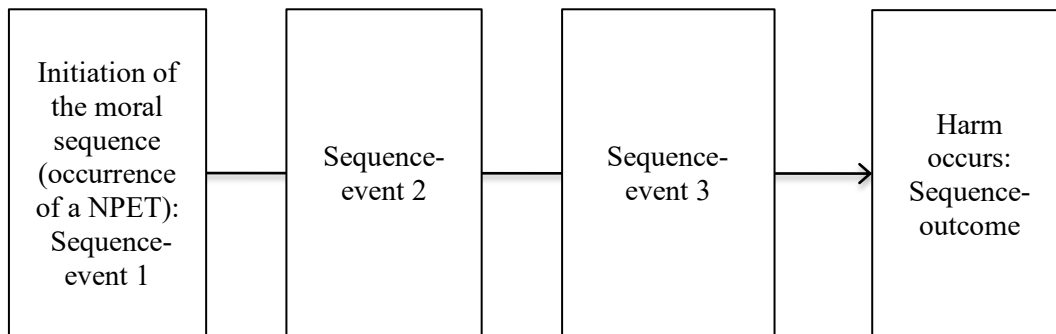 Initiation of
the moral
sequence
(occurrence
of a NPET):
Sequence-
event 1
Sequence-
event 2
Sequence-
event 3
Harm
occurs:
Sequence-
outcome